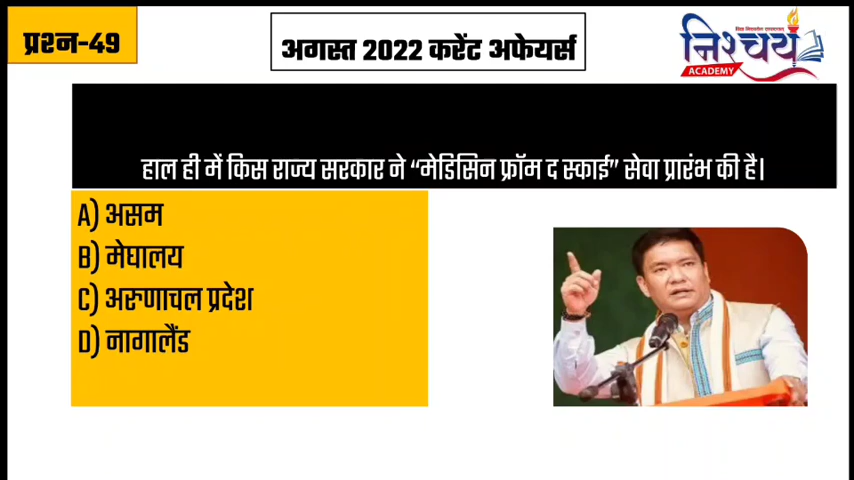 प्रश्न-49
अगस्त 2022 करेंट अफेयर्स
निश्चय
ACADEMY
हाल ही में किस राज्य सरकार ने “मेडिसिन फ्रॉम द स्काई” सेवा प्रारंभ की है।
A) असम
B) मेघालय
C) अरुणाचल प्रदेश
D) नागालैंड